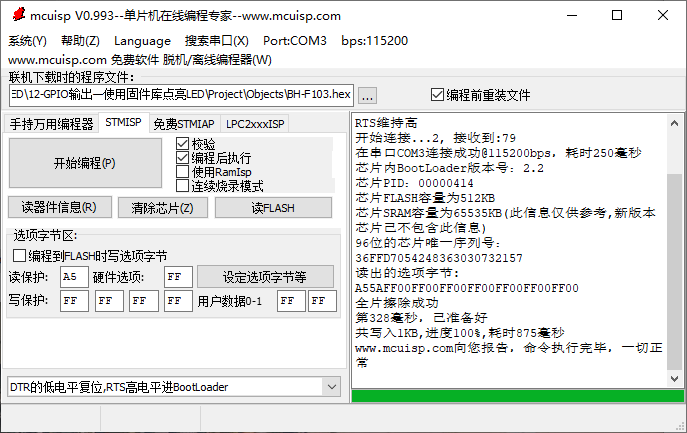 mcuisp V0.993--单片机在线编程专家--www.mcuisp.com
系统(Y) 帮助(Z) Language 搜索串口(X) Port:COM3 bps:115200
www.mcuisp.com 免费软件 脱机/离线编程器(W)
联机下载时的程序文件:
ED\12-GPIO输出—使用固件库点亮LED\Project\Objects\BH-F103.hex ... 编程前重装文件
手持万用编程器 STMISP 免费STMIAP LPC2xxxISP
开始编程(P)
校验
编程后执行
使用RamIsp
连续烧录模式
读器件信息(R) 清除芯片(Z) 读FLASH
选项字节区:
编程到FLASH时写选项字节
读保护: A5 硬件选项: FF 设定选项字节等
写保护: FF FF FF FF 用户数据0-1 FF FF
DTR的低电平复位,RTS高电平进BootLoader
RTS维持高
开始连接...2, 接收到:79
在串口COM3连接成功@115200bps, 耗时250毫秒
芯片内BootLoader版本号: 2.2
芯片PID: 00000414
芯片FLASH容量为512KB
芯片SRAM容量为65535KB(此信息仅供参考,新版本
芯片已不包含此信息)
96位的芯片唯一序列号:
36FFD7054248363030732157
读出的选项字节:
A55AFF00FF00FF00FF00FF00FF00FF00
全片擦除成功
第328毫秒, 已准备好
共写入1KB,进度100%,耗时875毫秒
www.mcuisp.com向您报告, 命令执行完毕, 一切正
常